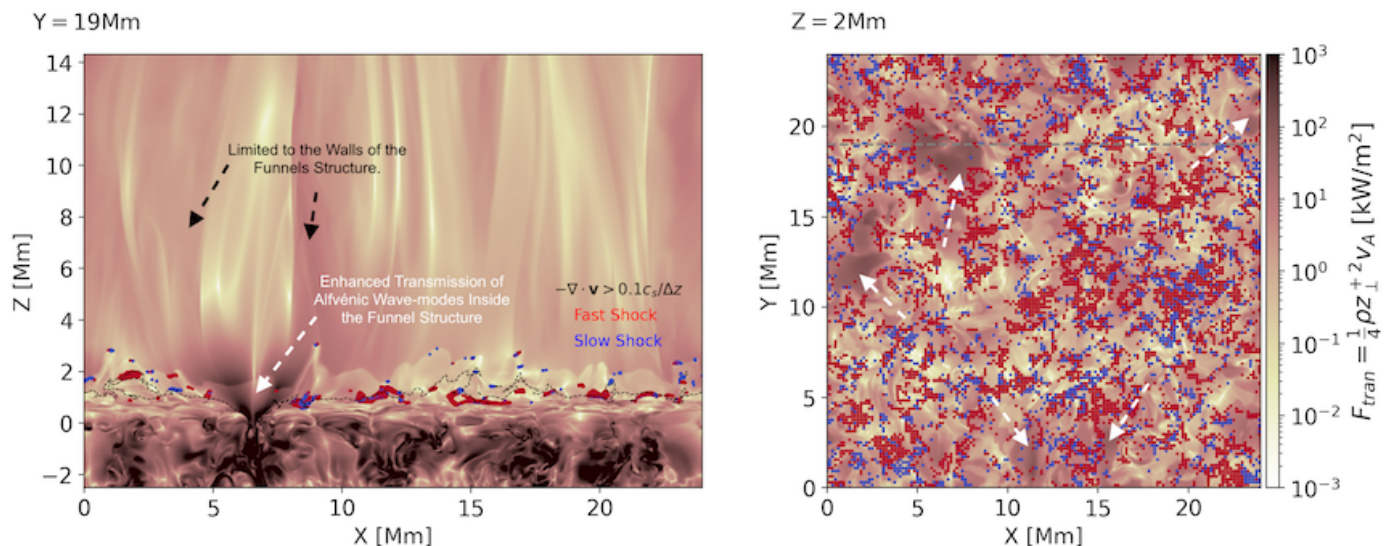 Y = 19Mm
Z = 2Mm
14
12
10
8
6
4
2
0
−2
Z [Mm]
Limited to the Walls of the
Funnels Structure.
Enhanced Transmission of
Alfvénic Wave-modes Inside
the Funnel Structure
−∇ · v > 0.1c_s/Δz
Fast Shock
Slow Shock
0
5
10
15
20
X [Mm]
20
15
10
5
0
Y [Mm]
0
5
10
15
20
X [Mm]
10³
10²
10¹
10⁰
10⁻¹
10⁻²
10⁻³
F_tran = ¼ρz⊥⁺²v_A [kW/m²]